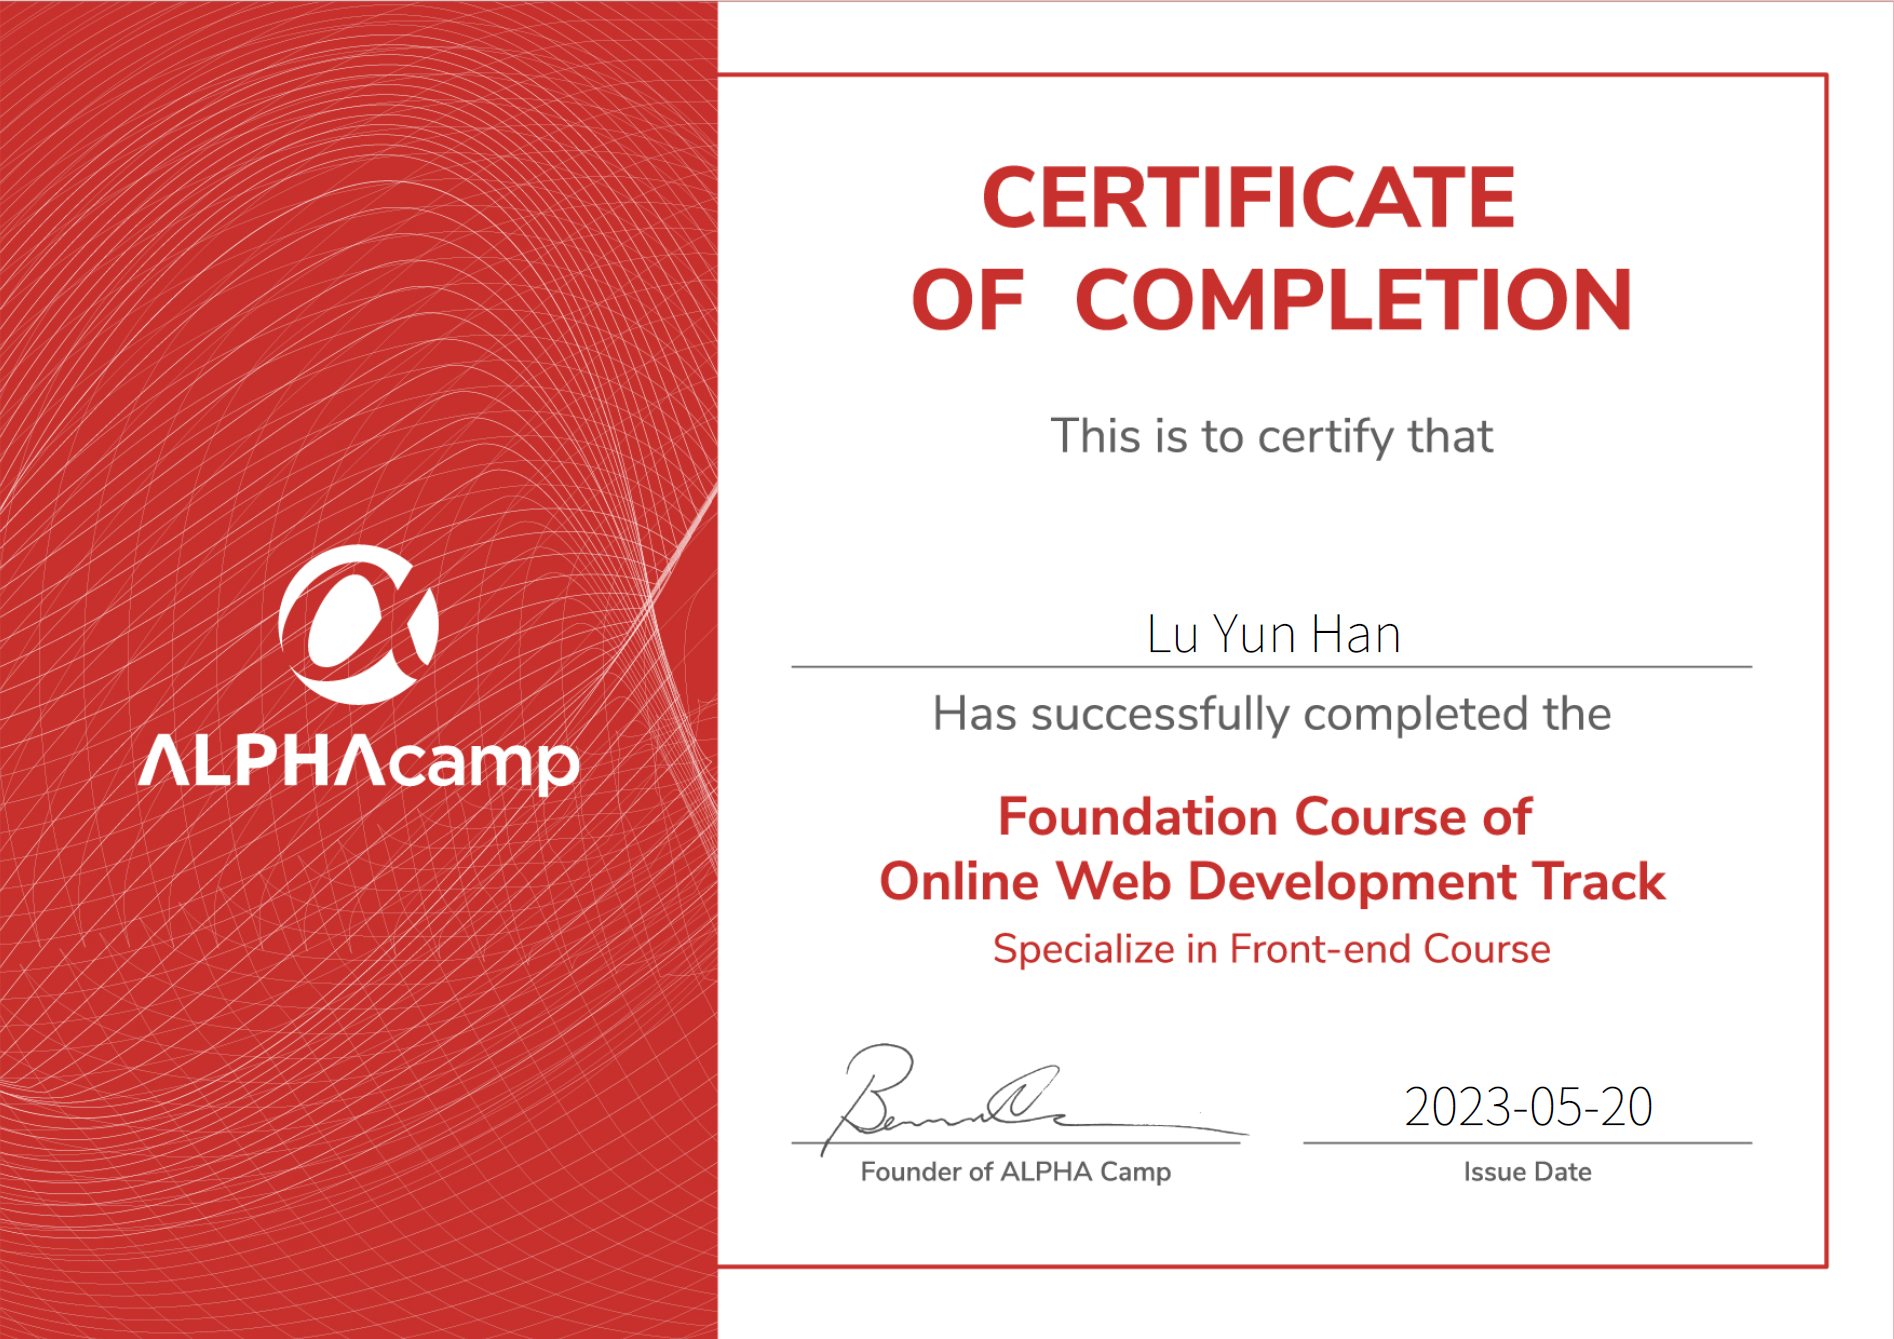 ALPHAcamp
CERTIFICATE
OF COMPLETION
This is to certify that
Lu Yun Han
Has successfully completed the
Foundation Course of
Online Web Development Track
Specialize in Front-end Course
2023-05-20
Founder of ALPHA Camp
Issue Date